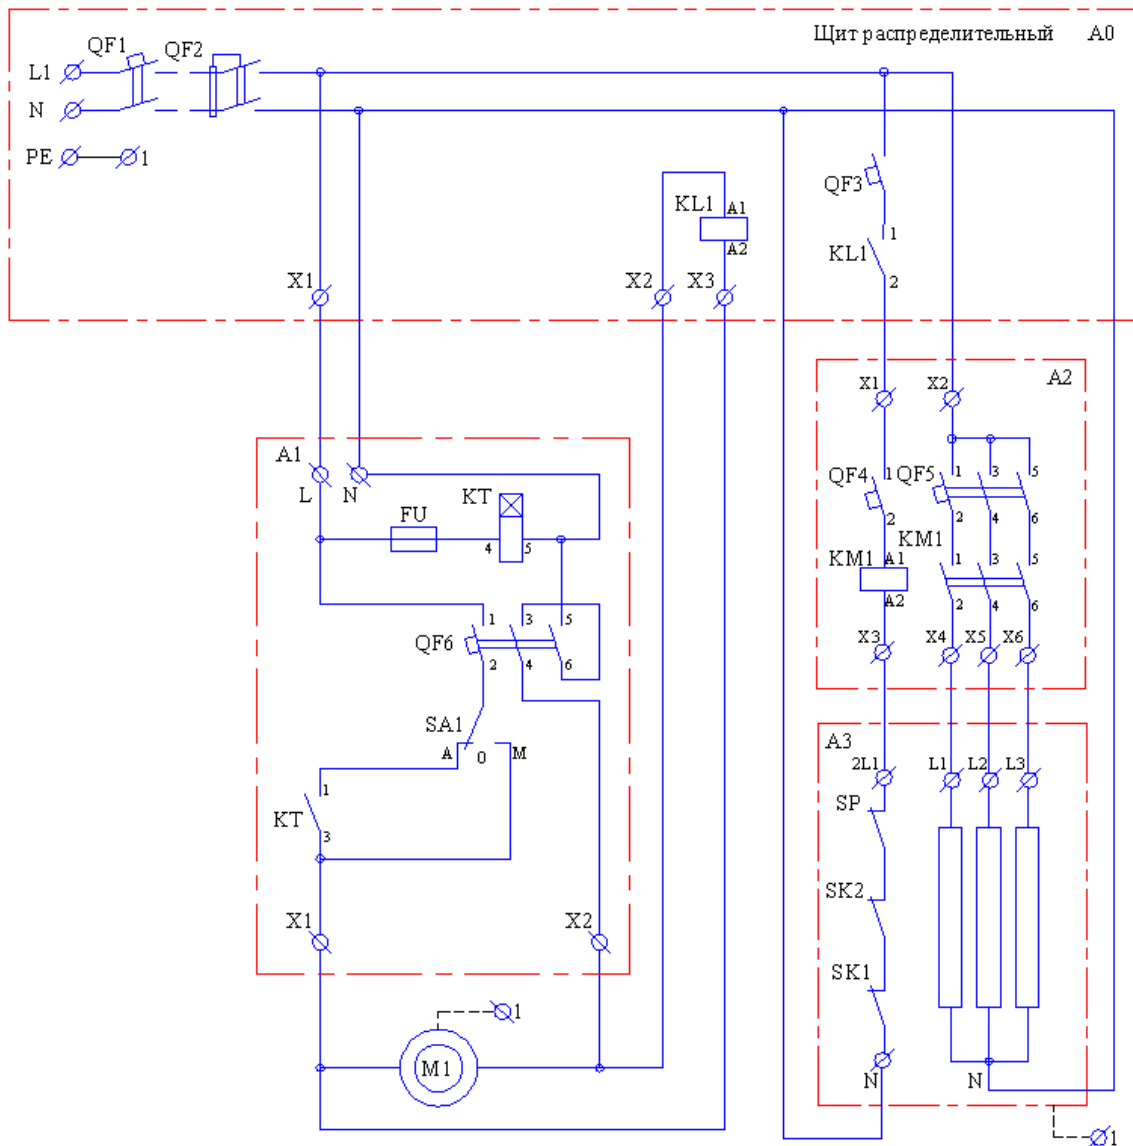 Щит распределительный A0
QF1 QF2
L1
N
PE 1
QF3
KL1 A1
A2
1
KL1
2
X1 X2 X3
X1 X2 A2
A1
L N
KT
FU
4 5
QF4 1 QF5 1 3 5
2 2 4 6
KM1
KM1 A1 1 3 5
A2 2 4 6
1 3 5
QF6
2 4 6
X3 X4 X5 X6
SA1
A 0 M
A3
2L1 L1 L2 L3
1
KT
3
SP
SK2
X1 X2
SK1
1
M1
N N
1